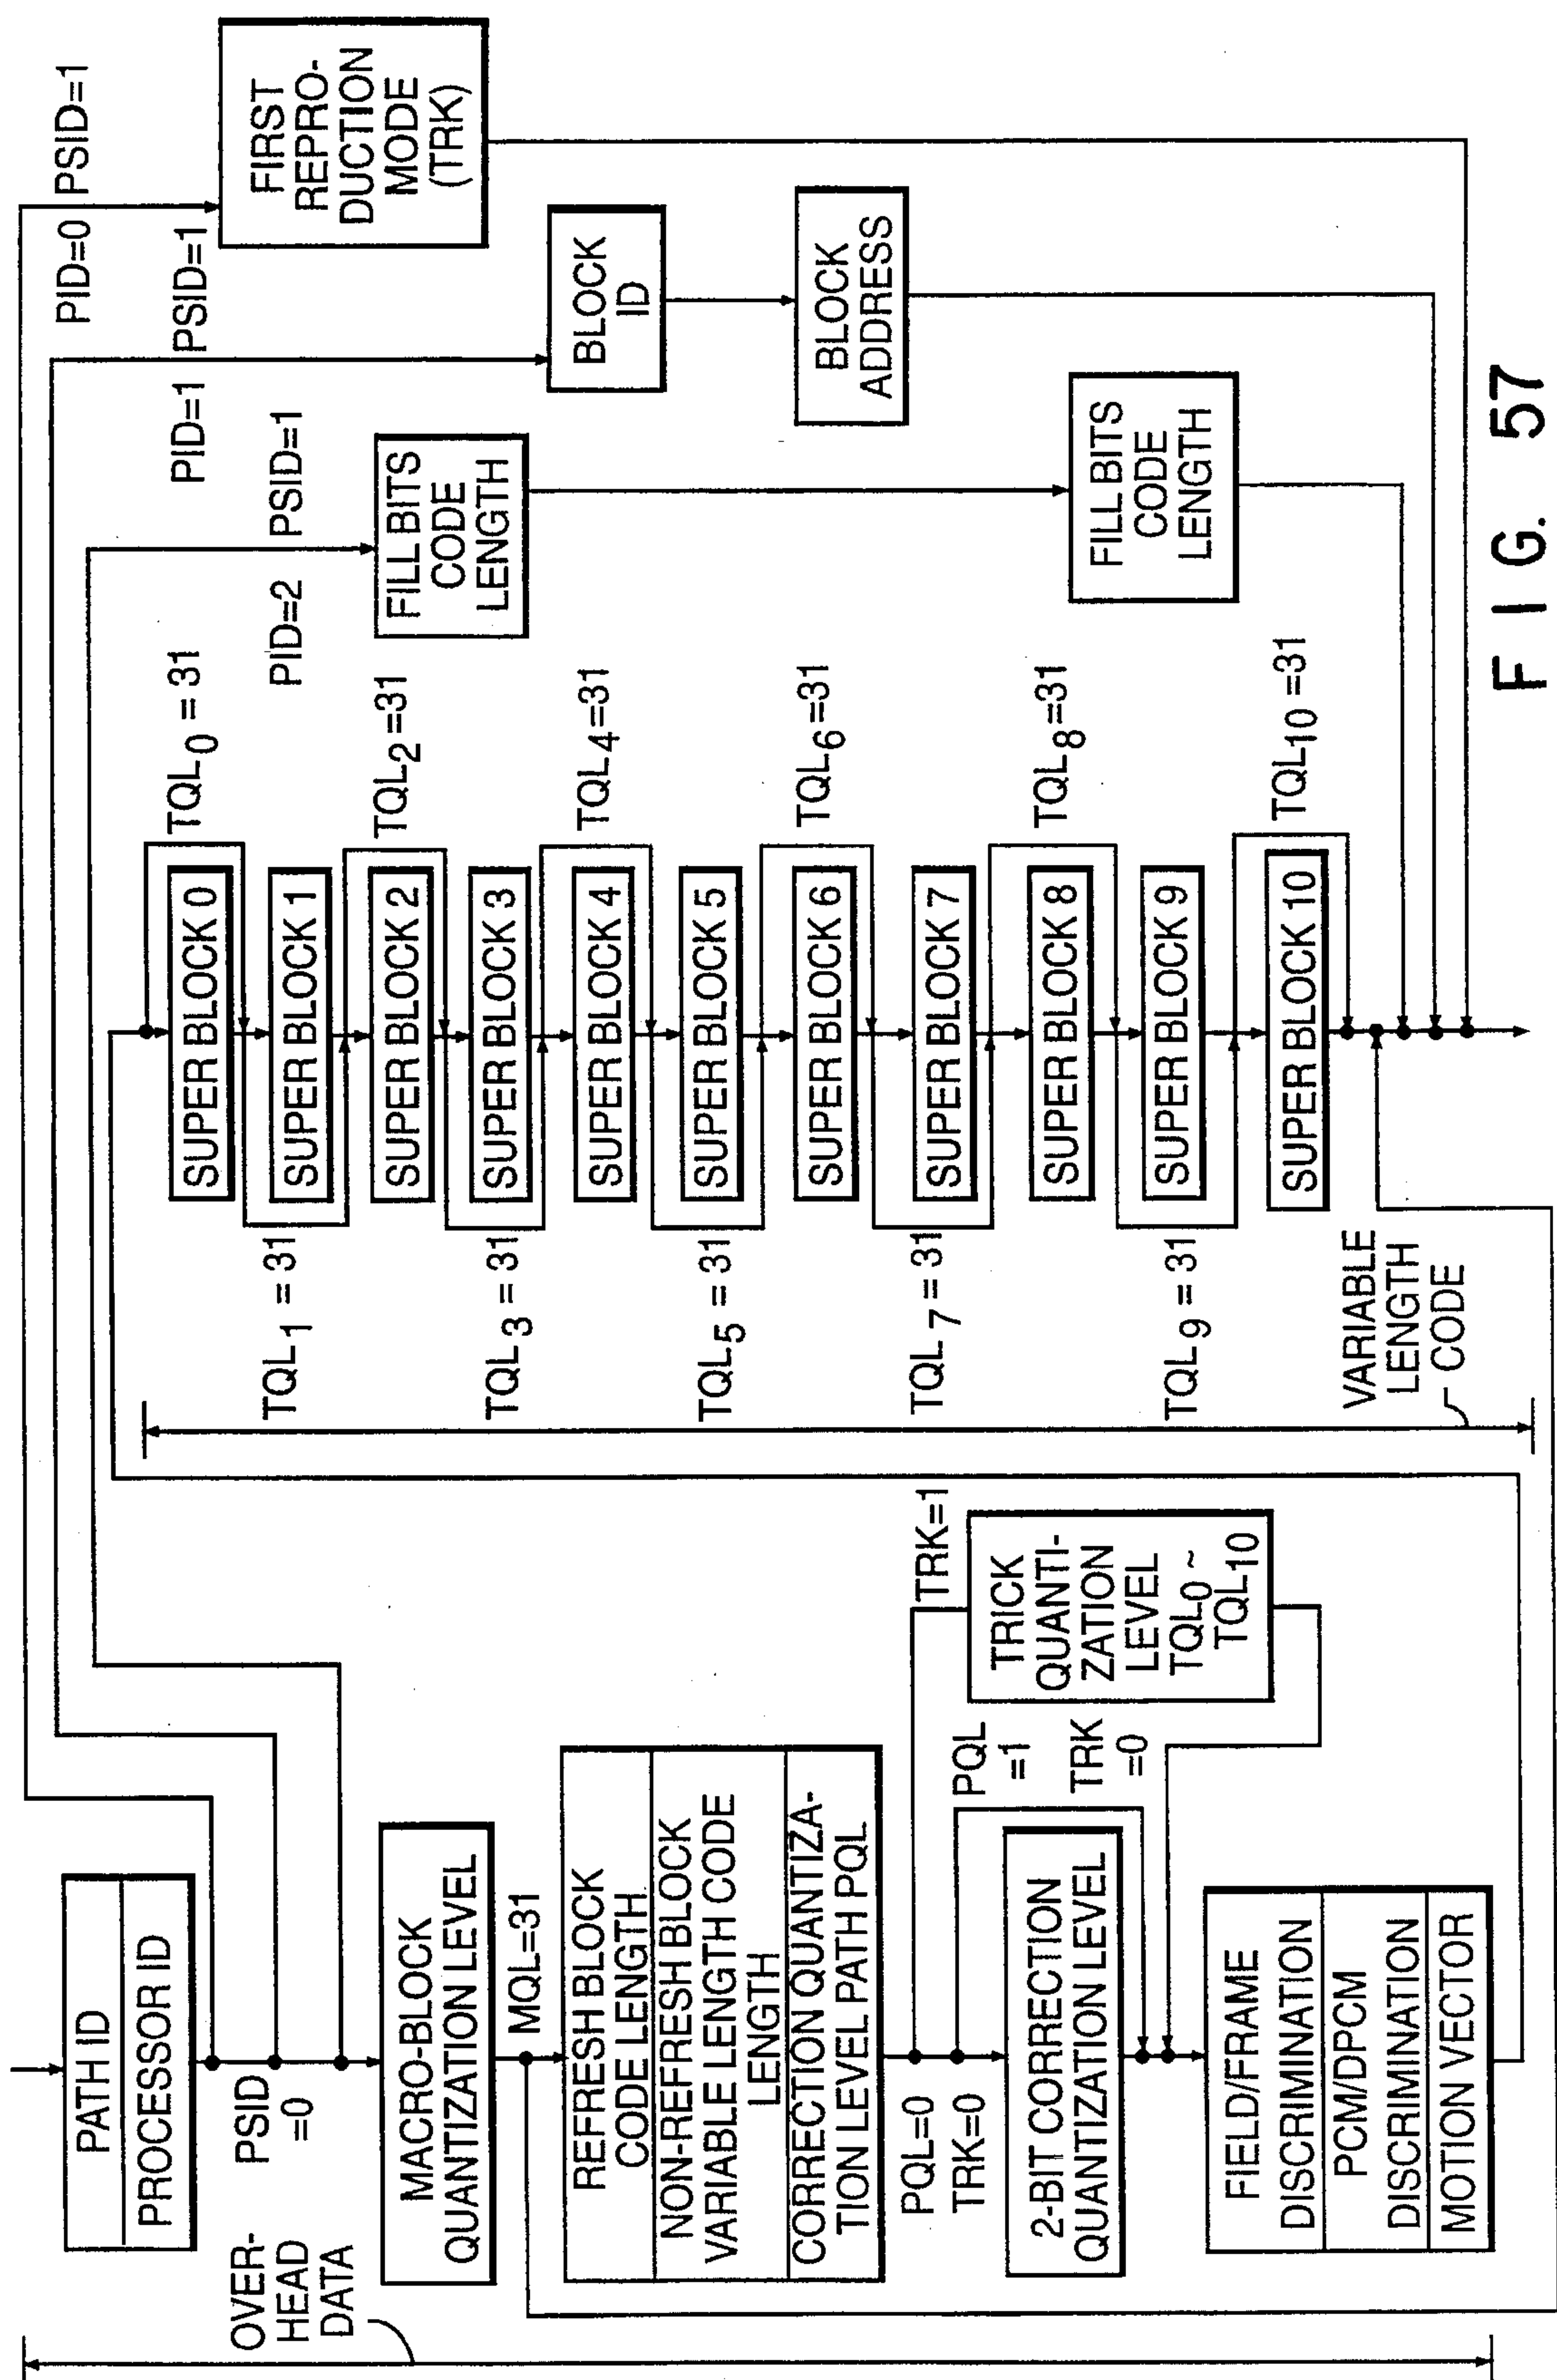 PATH ID
PROCESSOR ID
OVER-
HEAD
DATA
PSID
=0
MACRO-BLOCK
QUANTIZATION LEVEL
MQL=31
REFRESH BLOCK
CODE LENGTH
NON-REFRESH BLOCK
VARIABLE LENGTH CODE
LENGTH
CORRECTION QUANTIZA-
TION LEVEL PATH PQL
PQL=0
TRK=0
PQL
=1
TRK
=0
TRK=1
TRICK
QUANTI-
ZATION
LEVEL
TQL0 ~
TQL10
2-BIT CORRECTION
QUANTIZATION LEVEL
FIELD/FRAME
DISCRIMINATION
PCM/DPCM
DISCRIMINATION
MOTION VECTOR
SUPER BLOCK 0
TQL0 = 31
SUPER BLOCK 1
TQL1 = 31
SUPER BLOCK 2
TQL2=31
SUPER BLOCK 3
TQL3 = 31
SUPER BLOCK 4
TQL4=31
SUPER BLOCK 5
TQL5 = 31
SUPER BLOCK 6
TQL6=31
SUPER BLOCK 7
TQL7 = 31
SUPER BLOCK 8
TQL8=31
SUPER BLOCK 9
TQL9 = 31
SUPER BLOCK 10
TQL10 =31
VARIABLE
LENGTH
CODE
PID=2 PSID=1
FILL BITS
CODE
LENGTH
FILL BITS
CODE
LENGTH
PID=1 PSID=1
BLOCK
ID
BLOCK
ADDRESS
PID=0 PSID=1
FIRST
REPRO-
DUCTION
MODE
(TRK)
FIG. 57